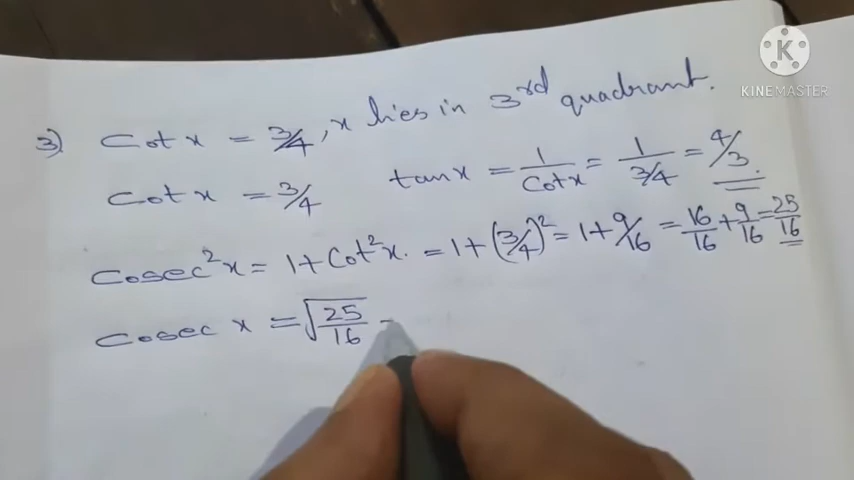 K
KINEMASTER
3) Cot x = 3/4, x lies in 3rd quadrant.
Cot x = 3/4 tan x = 1/Cot x = 1/(3/4) = 4/3.
Cosec²x = 1 + Cot²x. = 1 + (3/4)² = 1 + 9/16 = 16/16 + 9/16 = 25/16
Cosec x = √(25/16) -